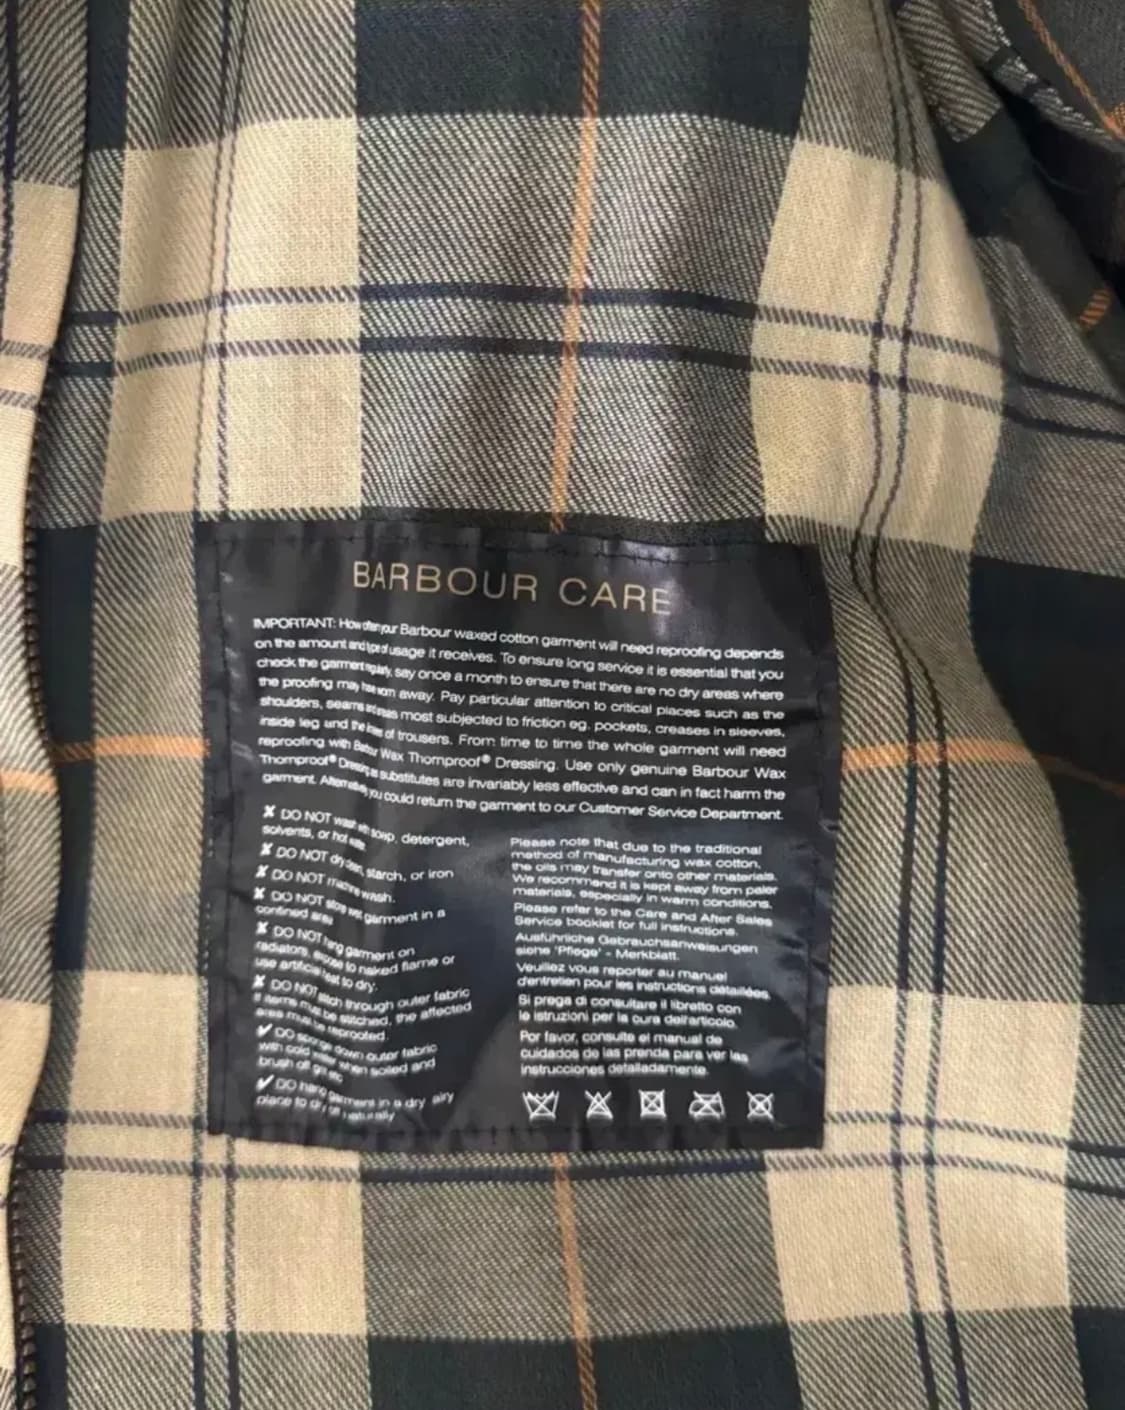 BARBOUR CARE
IMPORTANT: How often your Barbour waxed cotton garment will need reproofing depends
on the amount and type of usage it receives. To ensure long service it is essential that you
check the garment regularly, say once a month to ensure that there are no dry areas where
the proofing may have worn away. Pay particular attention to critical places such as the
shoulders, seams and areas most subjected to friction eg. pockets, creases in sleeves,
inside leg and the knees of trousers. From time to time the whole garment will need
reproofing with Barbour Wax Thornproof® Dressing. Use only genuine Barbour Wax
Thornproof® Dressing as substitutes are invariably less effective and can in fact harm the
garment. Alternatively you could return the garment to our Customer Service Department.
✗ DO NOT wash with soap, detergent,
solvents, or hot water
✗ DO NOT dry clean, starch, or iron
✗ DO NOT machine wash.
✗ DO NOT store wet garment in a
confined area
✗ DO NOT hang garment on
radiators, expose to naked flame or
use artificial heat to dry.
✗ DO NOT stitch through outer fabric
If items must be stitched, the affected
area must be reproofed.
✓ DO sponge down outer fabric
with cold water when soiled and
brush off grit etc
✓ DO hang garment in a dry airy
place to dry naturally
Please note that due to the traditional
method of manufacturing wax cotton,
the oils may transfer onto other materials.
We recommend it is kept away from paler
materials, especially in warm conditions.
Please refer to the Care and After Sales
Service booklet for full instructions.
Ausführliche Gebrauchsanweisungen
siehe 'Pflege' - Merkblatt.
Veuillez vous reporter au manuel
d'entretien pour les instructions détaillées.
Si prega di consultare il libretto con
le istruzioni per la cura dell'articolo.
Por favor, consulte el manual de
cuidados de las prenda para ver las
instrucciones detalladamente.